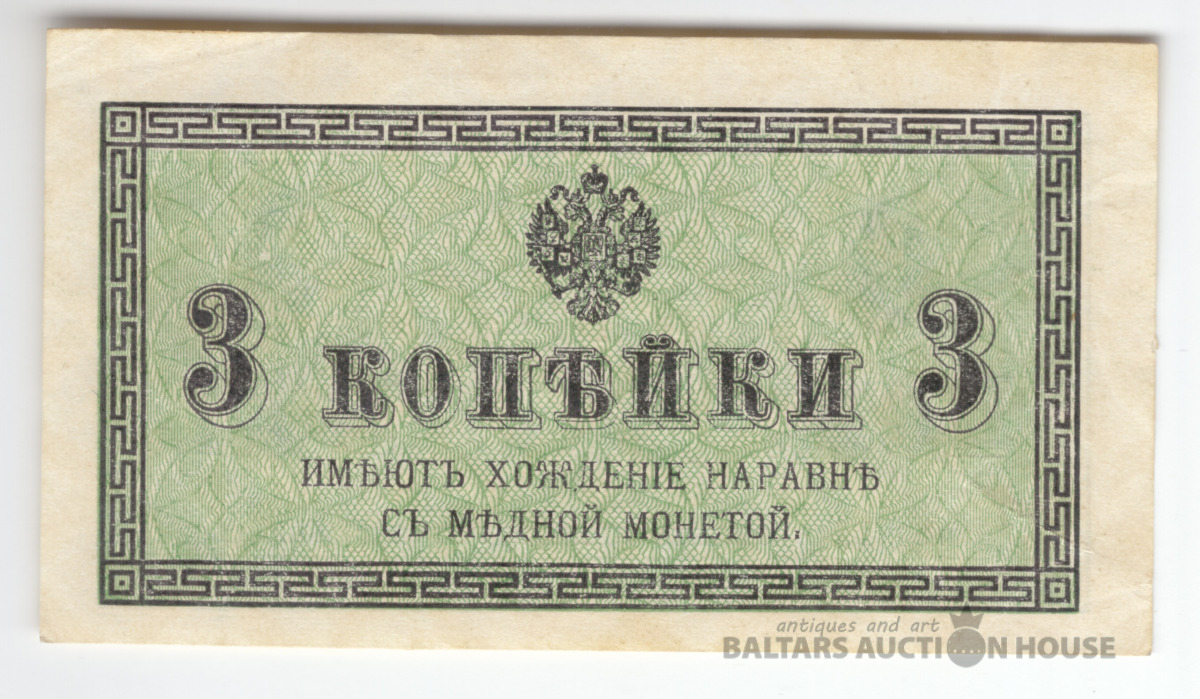 3 КОПѢЙКИ 3
ИМѢЮТЪ ХОЖДЕНІЕ НАРАВНѢ
СЪ МѢДНОЙ МОНЕТОЙ.
antiques and art
BALTARS AUCTION HOUSE